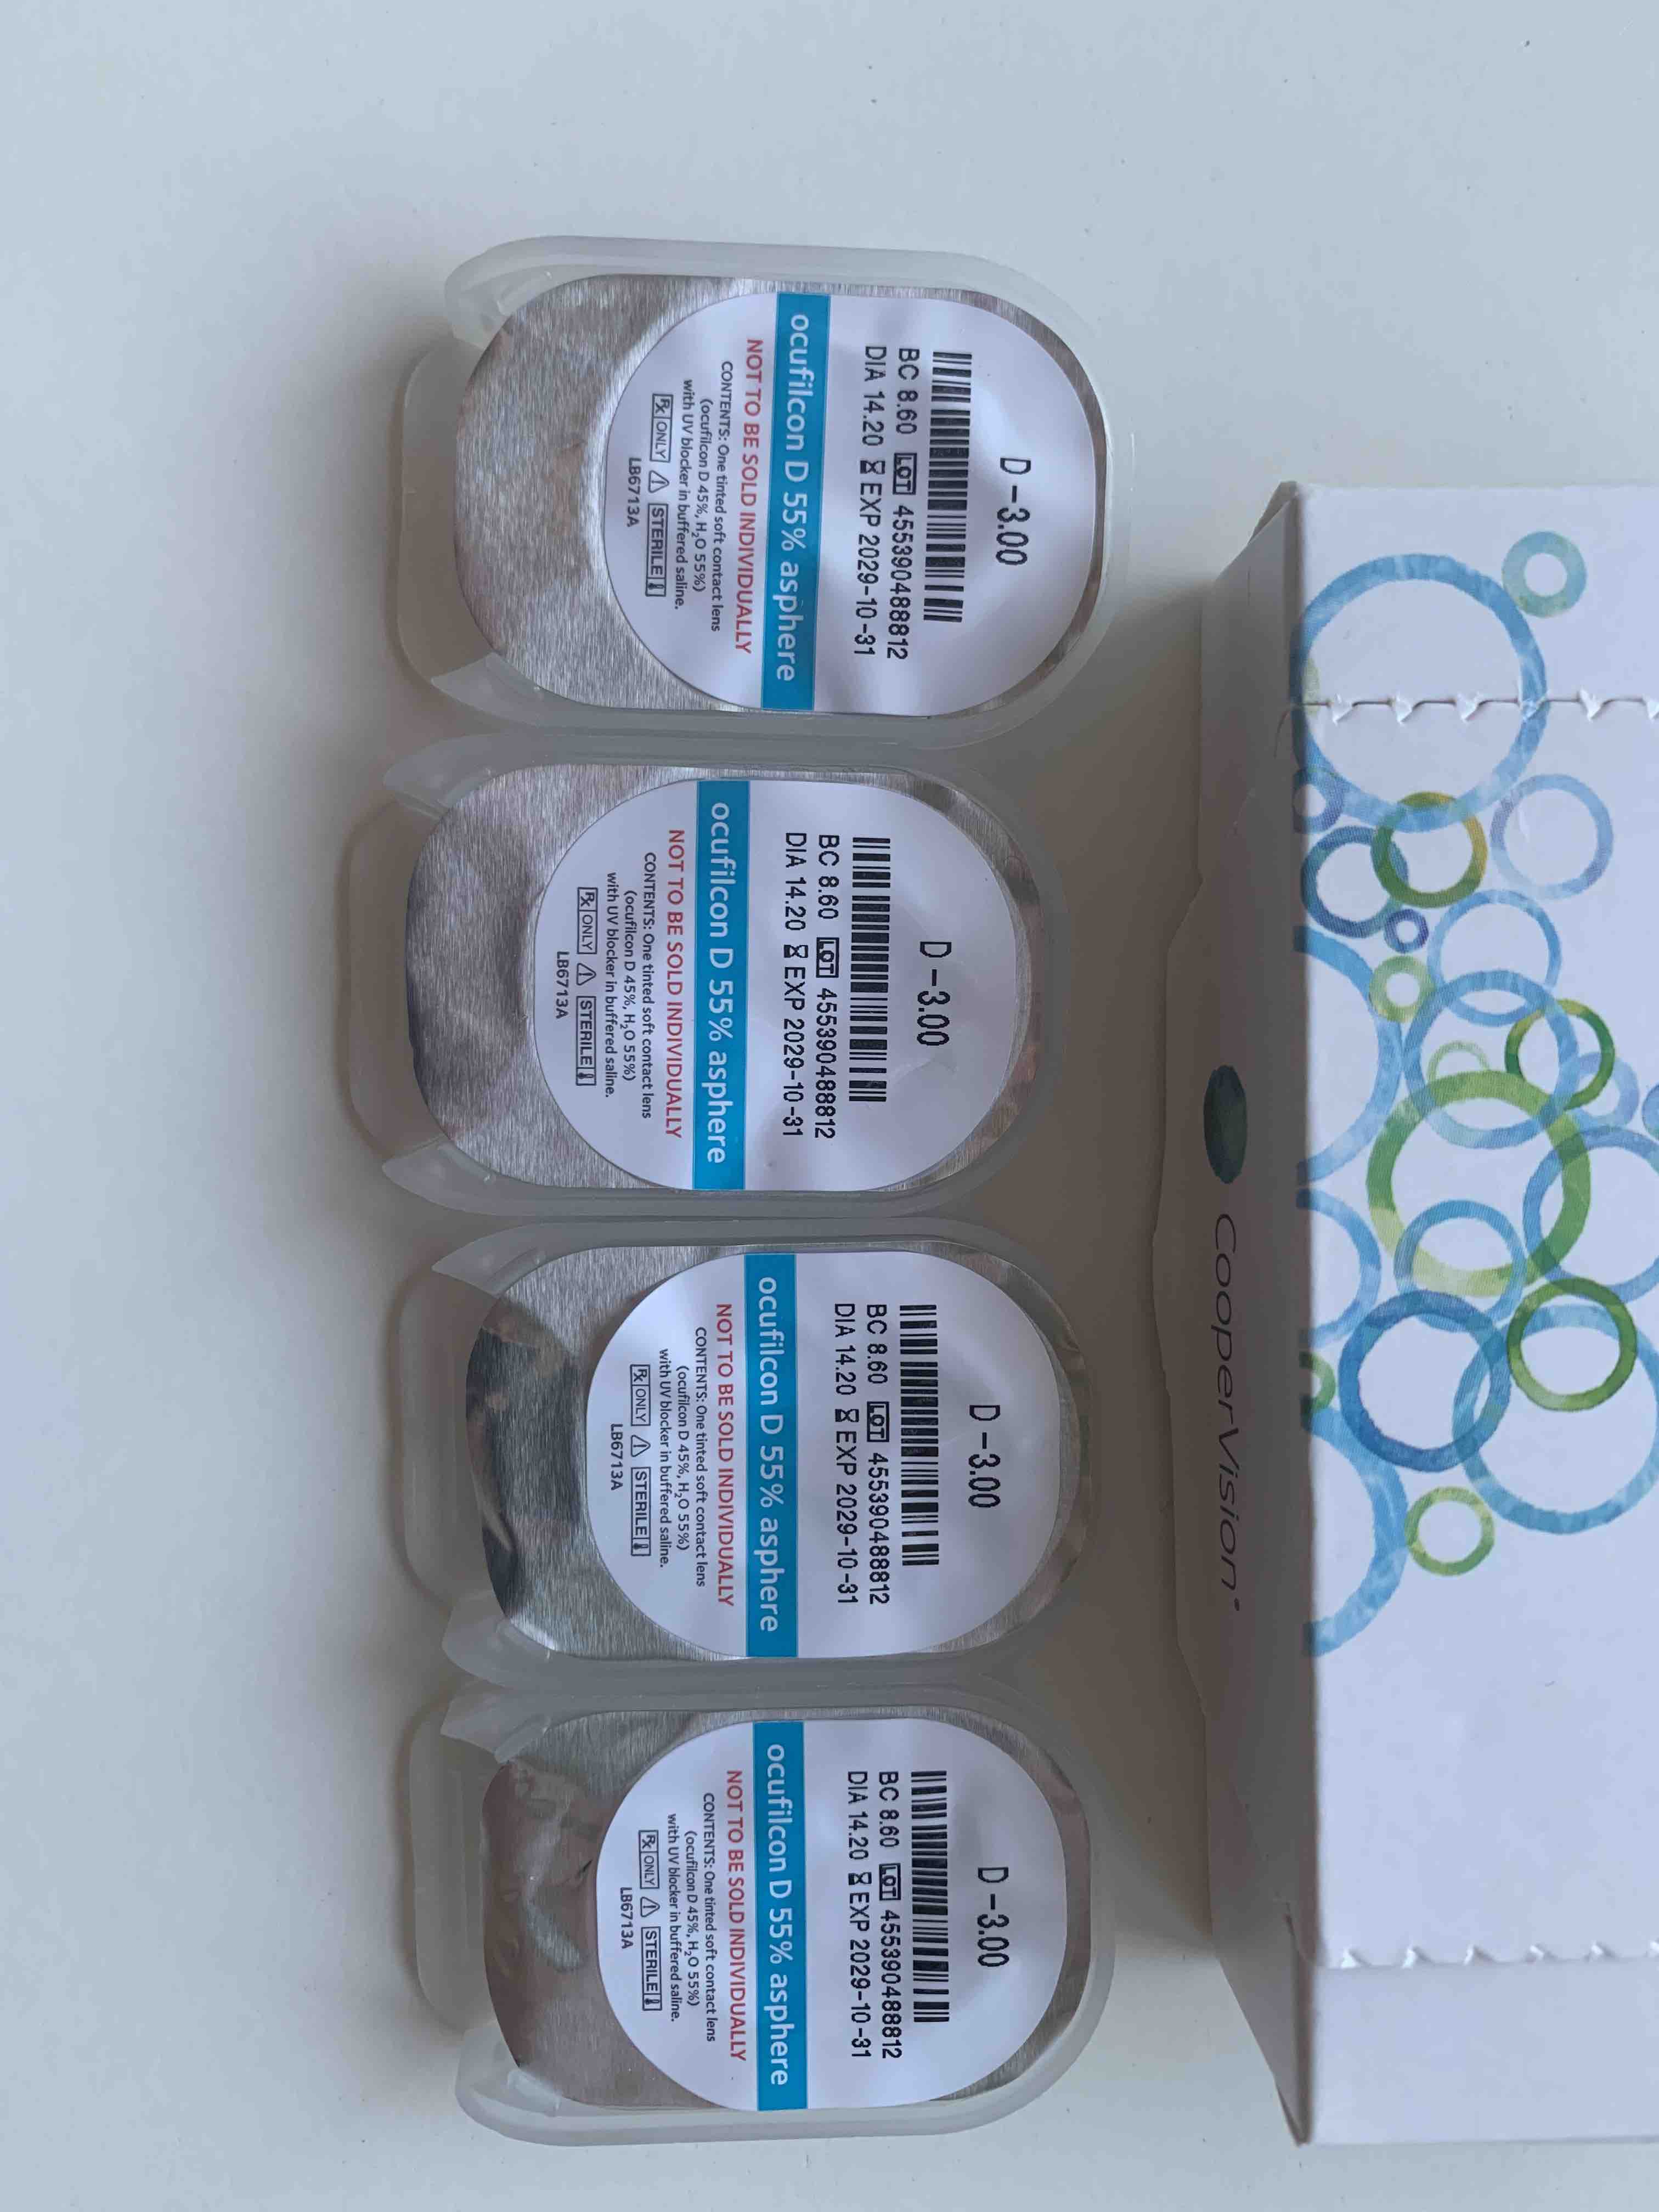 D -3.00
BC 8.60 LOT 455390488812
DIA 14.20 EXP 2029-10-31
ocufilcon D 55% asphere
NOT TO BE SOLD INDIVIDUALLY
CONTENTS: One tinted soft contact lens
(ocufilcon D 45%, H₂O 55%)
with UV blocker in buffered saline.
Rx ONLY STERILE
LB6713A
D -3.00
BC 8.60 LOT 455390488812
DIA 14.20 EXP 2029-10-31
ocufilcon D 55% asphere
NOT TO BE SOLD INDIVIDUALLY
CONTENTS: One tinted soft contact lens
(ocufilcon D 45%, H₂O 55%)
with UV blocker in buffered saline.
Rx ONLY STERILE
LB6713A
D -3.00
BC 8.60 LOT 455390488812
DIA 14.20 EXP 2029-10-31
ocufilcon D 55% asphere
NOT TO BE SOLD INDIVIDUALLY
CONTENTS: One tinted soft contact lens
(ocufilcon D 45%, H₂O 55%)
with UV blocker in buffered saline.
Rx ONLY STERILE
LB6713A
D -3.00
BC 8.60 LOT 455390488812
DIA 14.20 EXP 2029-10-31
ocufilcon D 55% asphere
NOT TO BE SOLD INDIVIDUALLY
CONTENTS: One tinted soft contact lens
(ocufilcon D 45%, H₂O 55%)
with UV blocker in buffered saline.
Rx ONLY STERILE
LB6713A
CooperVision